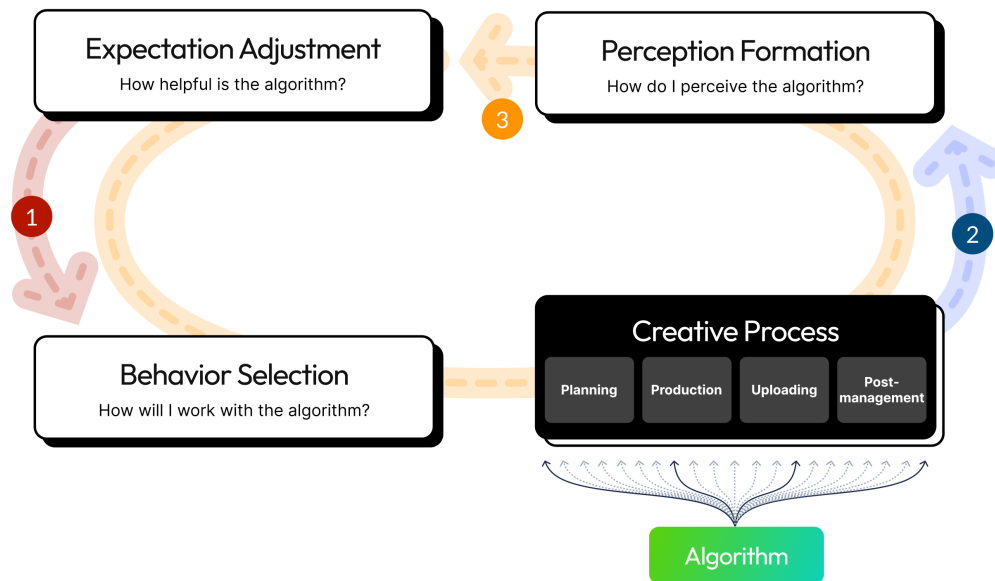 Expectation Adjustment
How helpful is the algorithm?
Perception Formation
How do I perceive the algorithm?
3
1
2
Behavior Selection
How will I work with the algorithm?
Creative Process
Planning
Production
Uploading
Post-
management
Algorithm